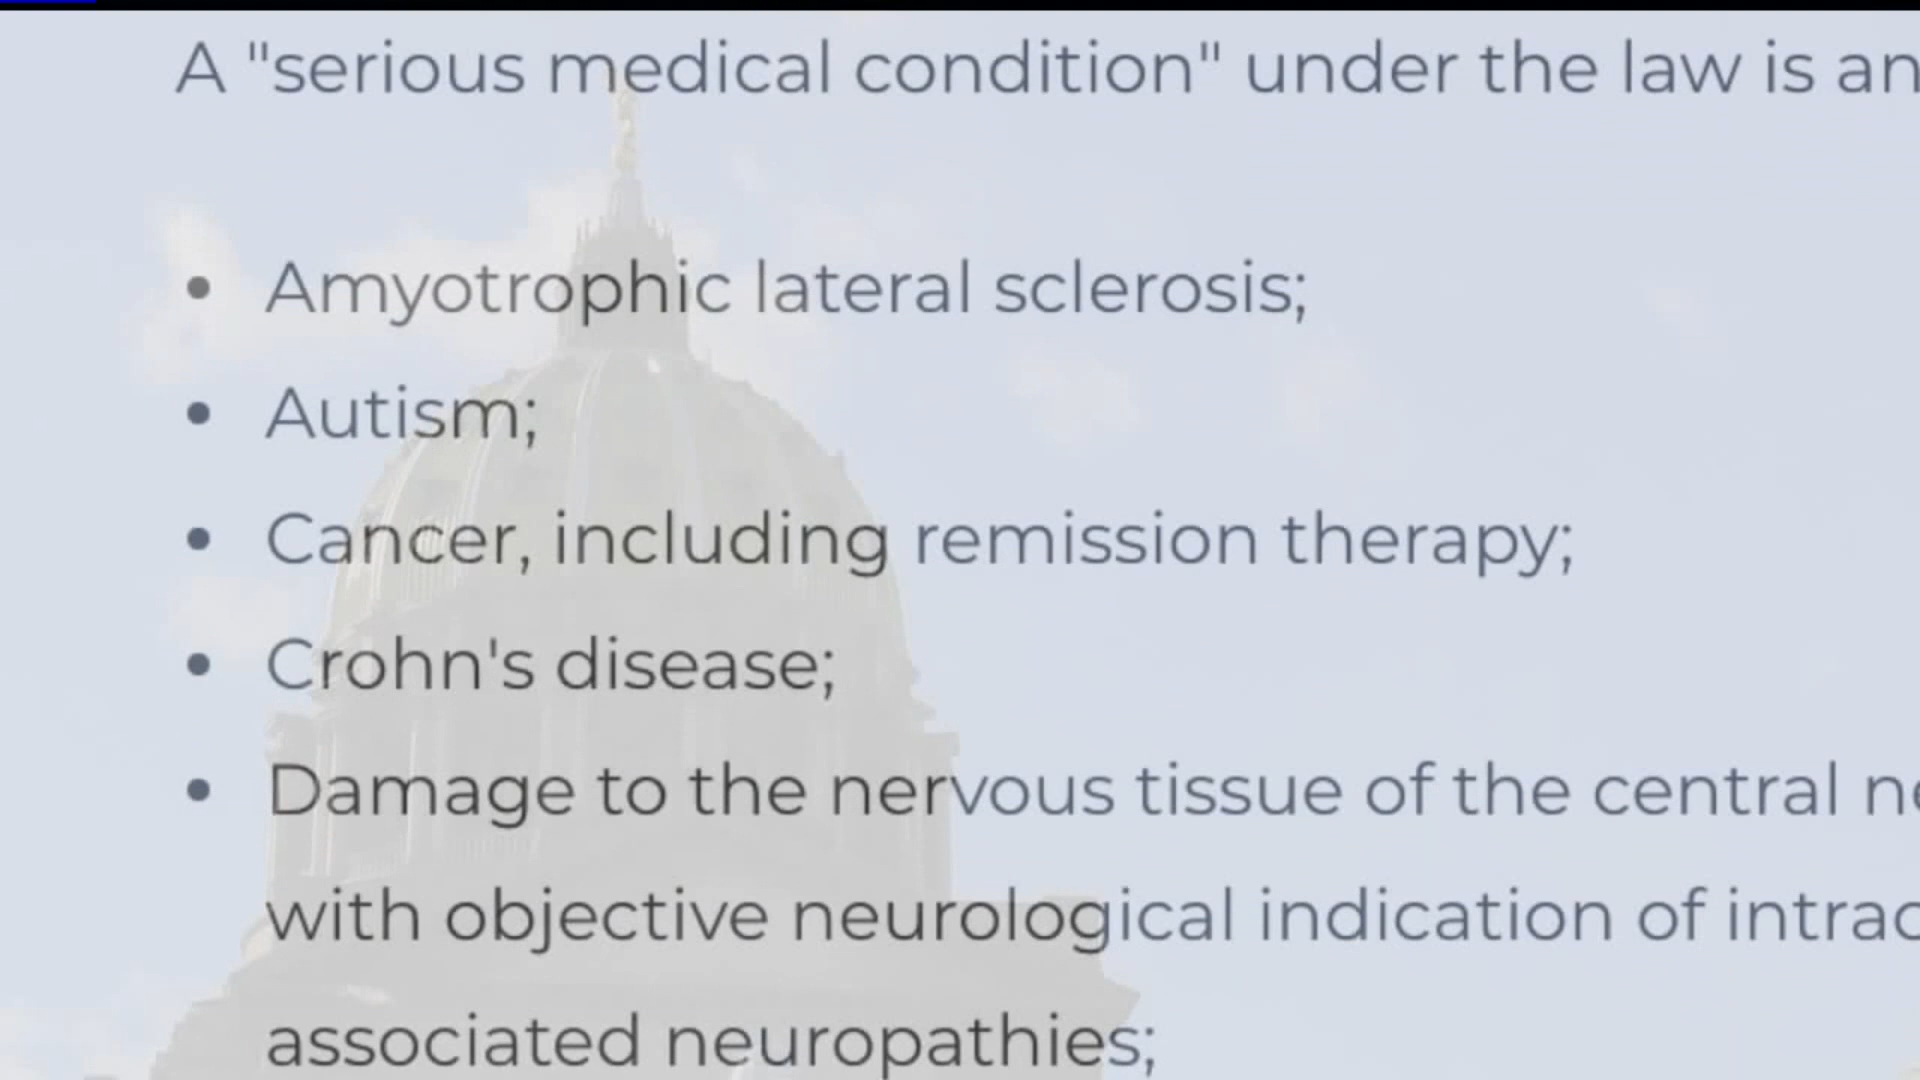 A "serious medical condition" under the law is an
• Amyotrophic lateral sclerosis;
• Autism;
• Cancer, including remission therapy;
• Crohn's disease;
• Damage to the nervous tissue of the central
with objective neurological indication of
associated neuropathies;